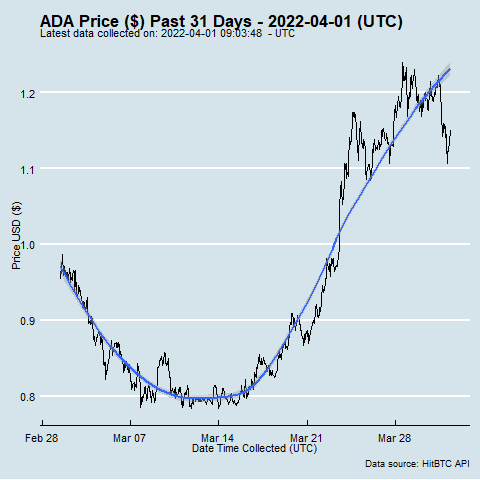 ADA Price ($) Past 31 Days - 2022-04-01 (UTC)
Latest data collected on: 2022-04-01 09:03:48 - UTC
Price USD ($)
1.2
1.1
1.0
0.9
0.8
Feb 28 Mar 07 Mar 14 Mar 21 Mar 28
Date Time Collected (UTC)
Data source: HitBTC API